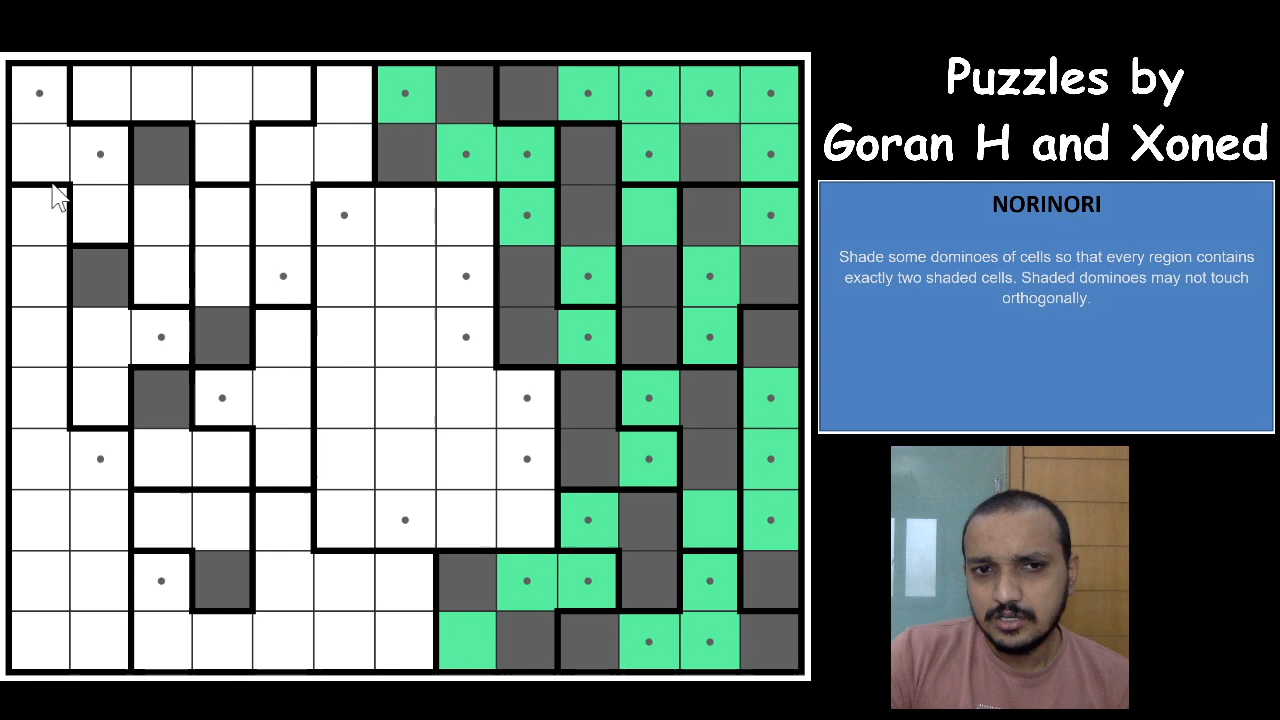 Puzzles by
Goran H and Xoned
NORINORI
Shade some dominoes of cells so that every region contains
exactly two shaded cells. Shaded dominoes may not touch
orthogonally.